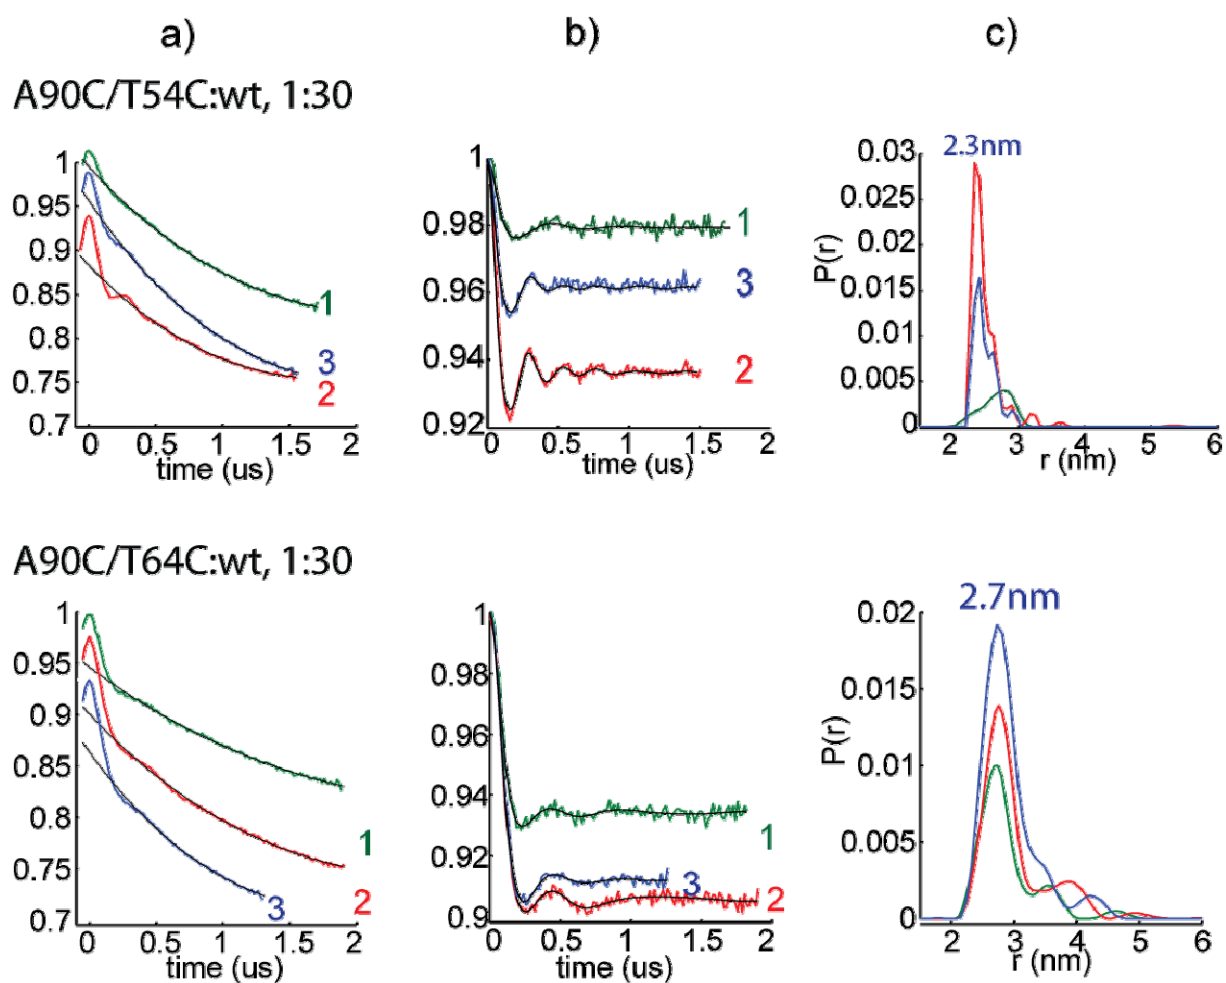 a) b) c)
A90C/T54C:wt, 1:30
1
0.95
0.9
0.85
0.8
0.75
0.7
1
3
2
0 0.5 1 1.5 2
time (us)
1
0.98
0.96
0.94
0.92
1
3
2
0 0.5 1 1.5 2
time (us)
2.3nm
P(r)
0.03
0.025
0.02
0.015
0.01
0.005
0
2 3 4 5 6
r (nm)
A90C/T64C:wt, 1:30
1
0.95
0.9
0.85
0.8
0.75
0.7
1
2
3
0 0.5 1 1.5 2
time (us)
1
0.98
0.96
0.94
0.92
0.9
1
3
2
0 0.5 1 1.5 2
time (us)
2.7nm
P(r)
0.02
0.015
0.01
0.005
0
2 3 4 5 6
r (nm)